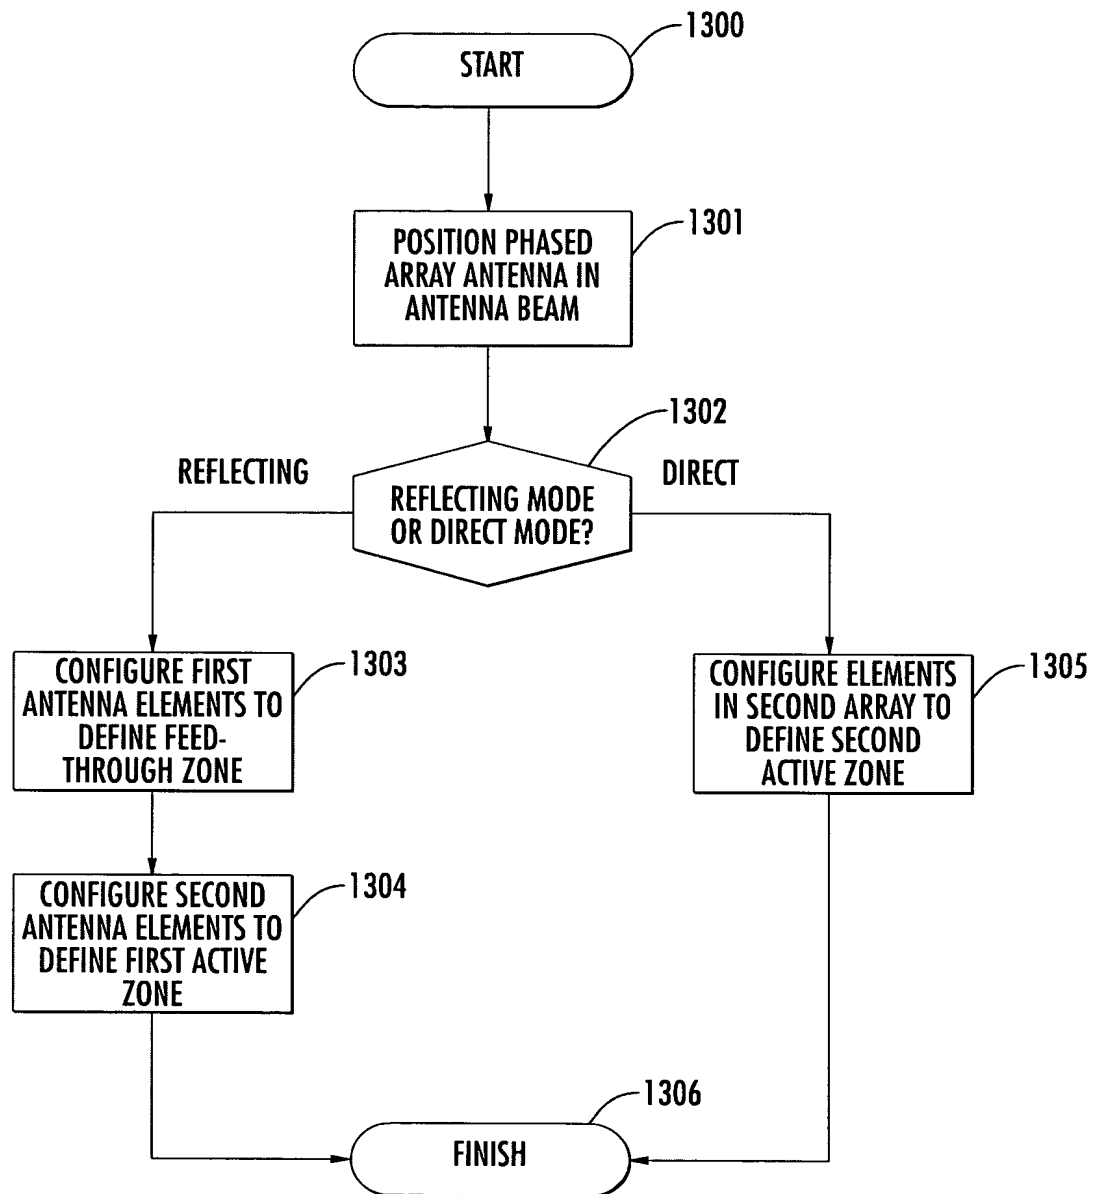 START
1300
POSITION PHASED
ARRAY ANTENNA IN
ANTENNA BEAM
1301
1302
REFLECTING
REFLECTING MODE
OR DIRECT MODE?
DIRECT
CONFIGURE FIRST
ANTENNA ELEMENTS TO
DEFINE FEED-
THROUGH ZONE
1303
CONFIGURE ELEMENTS
IN SECOND ARRAY TO
DEFINE SECOND
ACTIVE ZONE
1305
CONFIGURE SECOND
ANTENNA ELEMENTS TO
DEFINE FIRST ACTIVE
ZONE
1304
1306
FINISH